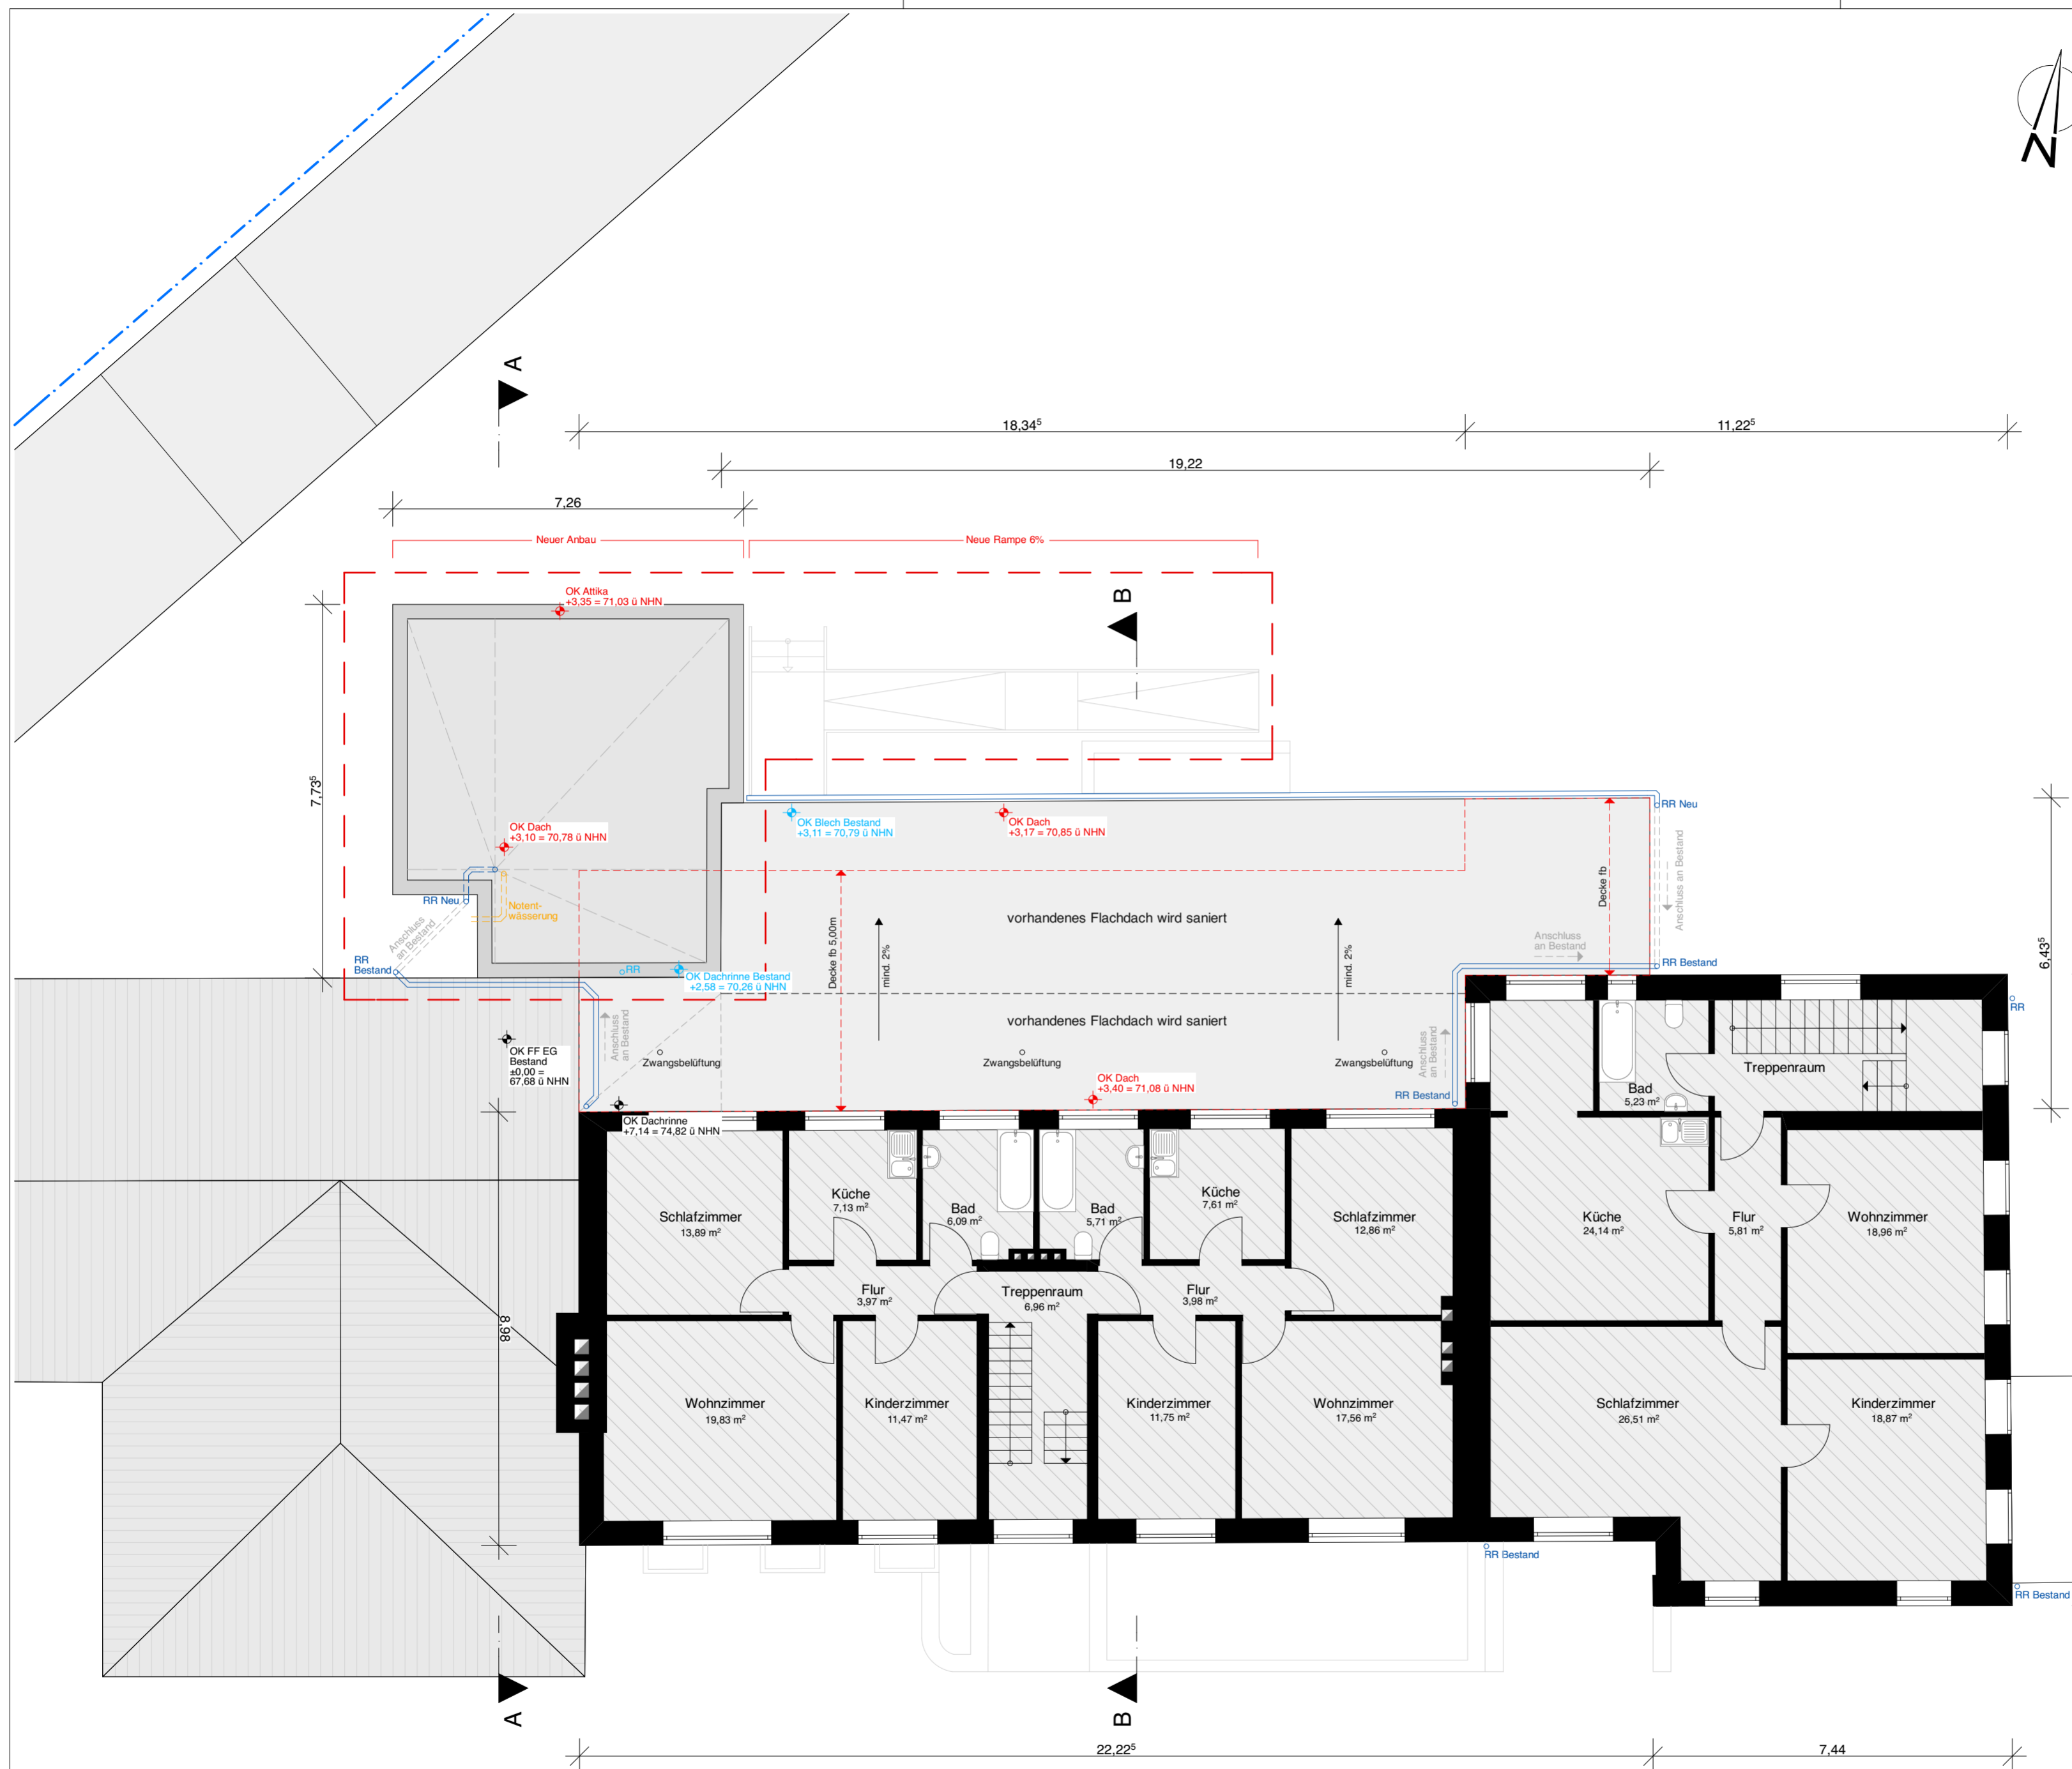 N
A
18,34⁵
11,22⁵
19,22
7,26
Neuer Anbau
Neue Rampe 6%
OK Attika
+3,35 = 71,03 ü NHN
B
7,73⁵
OK Blech Bestand
+3,11 = 70,79 ü NHN
OK Dach
+3,17 = 70,85 ü NHN
RR Neu
OK Dach
+3,10 = 70,78 ü NHN
Decke fb
Anschluss an Bestand
6,43⁵
RR Neu
Notent-
wässerung
Anschluss
an Bestand
vorhandenes Flachdach wird saniert
Decke fb 5,00m
mind. 2%
mind. 2%
Anschluss
an Bestand
RR
Bestand
RR
OK Dachrinne Bestand
+2,58 = 70,26 ü NHN
RR Bestand
RR
vorhandenes Flachdach wird saniert
Anschluss
an Bestand
Anschluss
an Bestand
OK FF EG
Bestand
±0,00 =
67,68 ü NHN
Zwangsbelüftung
Zwangsbelüftung
Zwangsbelüftung
OK Dach
+3,40 = 71,08 ü NHN
RR Bestand
Treppenraum
Bad
5,23 m²
OK Dachrinne
+7,14 = 74,82 ü NHN
Schlafzimmer
13,89 m²
Küche
7,13 m²
Bad
6,09 m²
Bad
5,71 m²
Küche
7,61 m²
Schlafzimmer
12,86 m²
Küche
24,14 m²
Flur
5,81 m²
Wohnzimmer
18,96 m²
Flur
3,97 m²
Treppenraum
6,96 m²
Flur
3,98 m²
8,98
Wohnzimmer
19,83 m²
Kinderzimmer
11,47 m²
Kinderzimmer
11,75 m²
Wohnzimmer
17,56 m²
Schlafzimmer
26,51 m²
Kinderzimmer
18,87 m²
RR Bestand
RR Bestand
A
B
22,22⁵
7,44